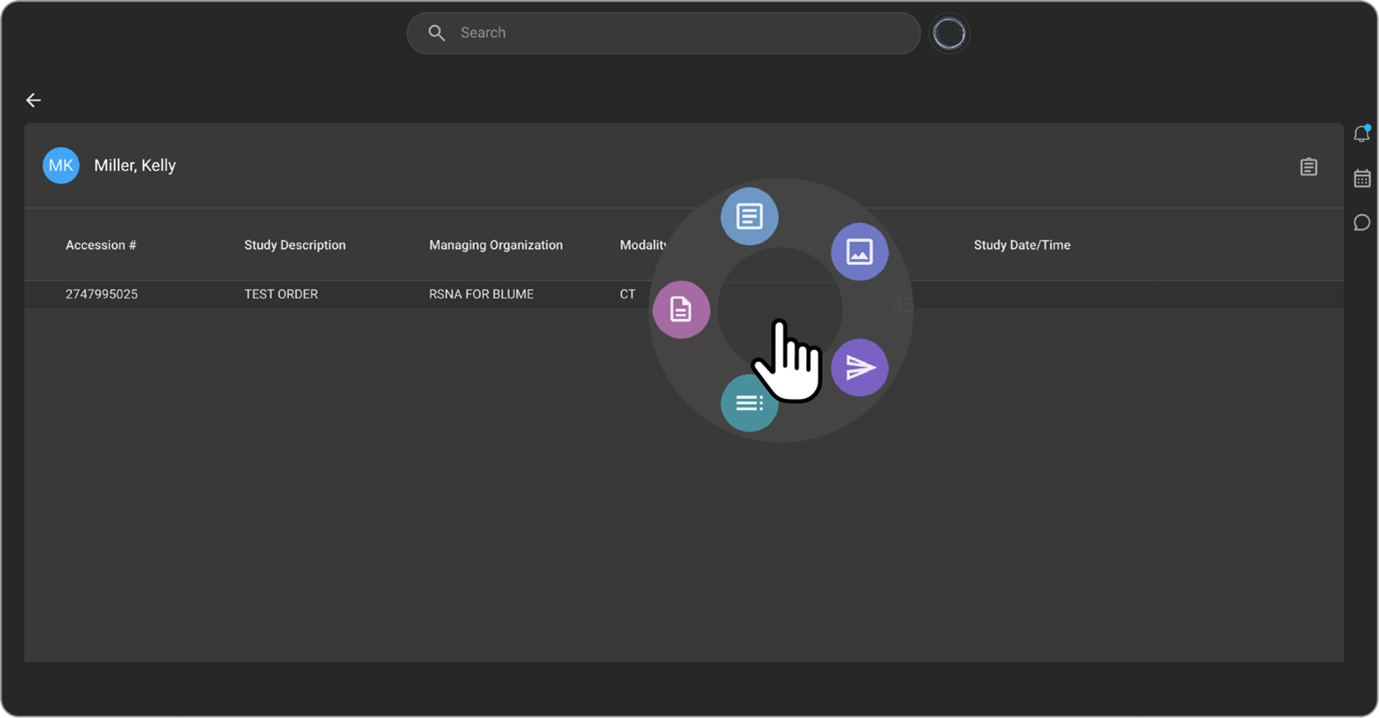 Search
MK Miller, Kelly
Accession # Study Description Managing Organization Modality Study Date/Time
2747995025 TEST ORDER RSNA FOR BLUME CT 45